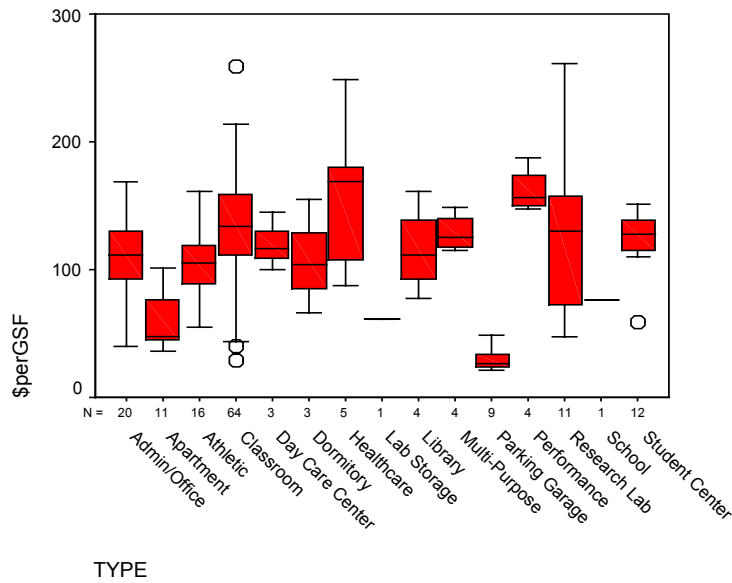 300
200
100
0
$perGSF
N = 20 11 16 64 3 3 5 1 4 4 9 4 11 1 12
Admin/Office
Apartment
Athletic
Classroom
Day Care Center
Dormitory
Healthcare
Lab Storage
Library
Multi-Purpose
Parking Garage
Performance
Research Lab
School
Student Center
TYPE